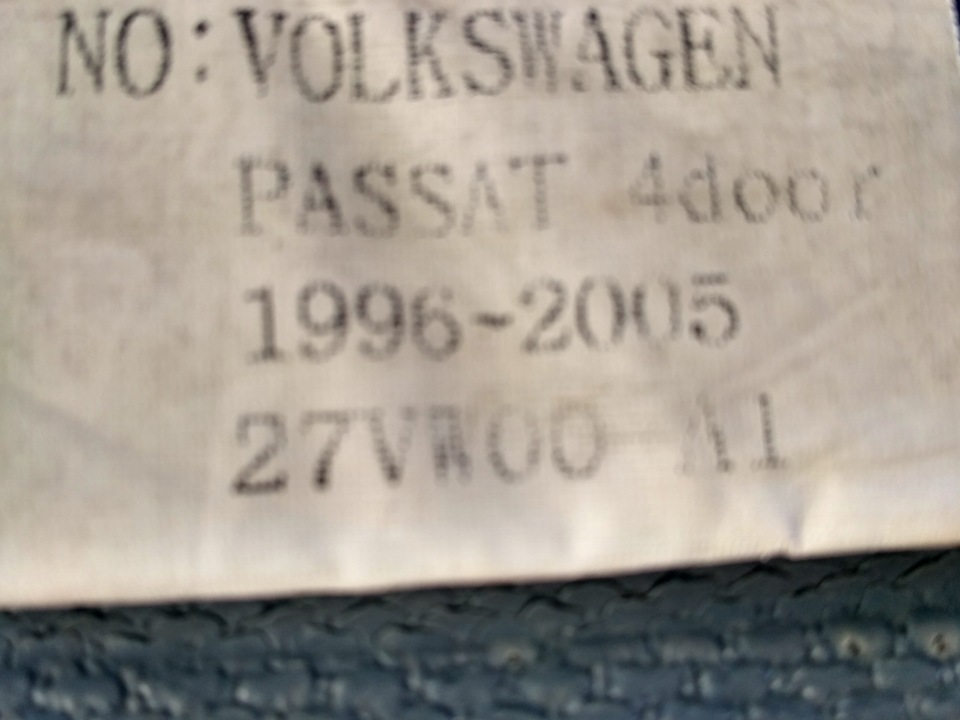 NO:VOLKSWAGEN
PASSAT 4door
1996-2005
27VW00 A1